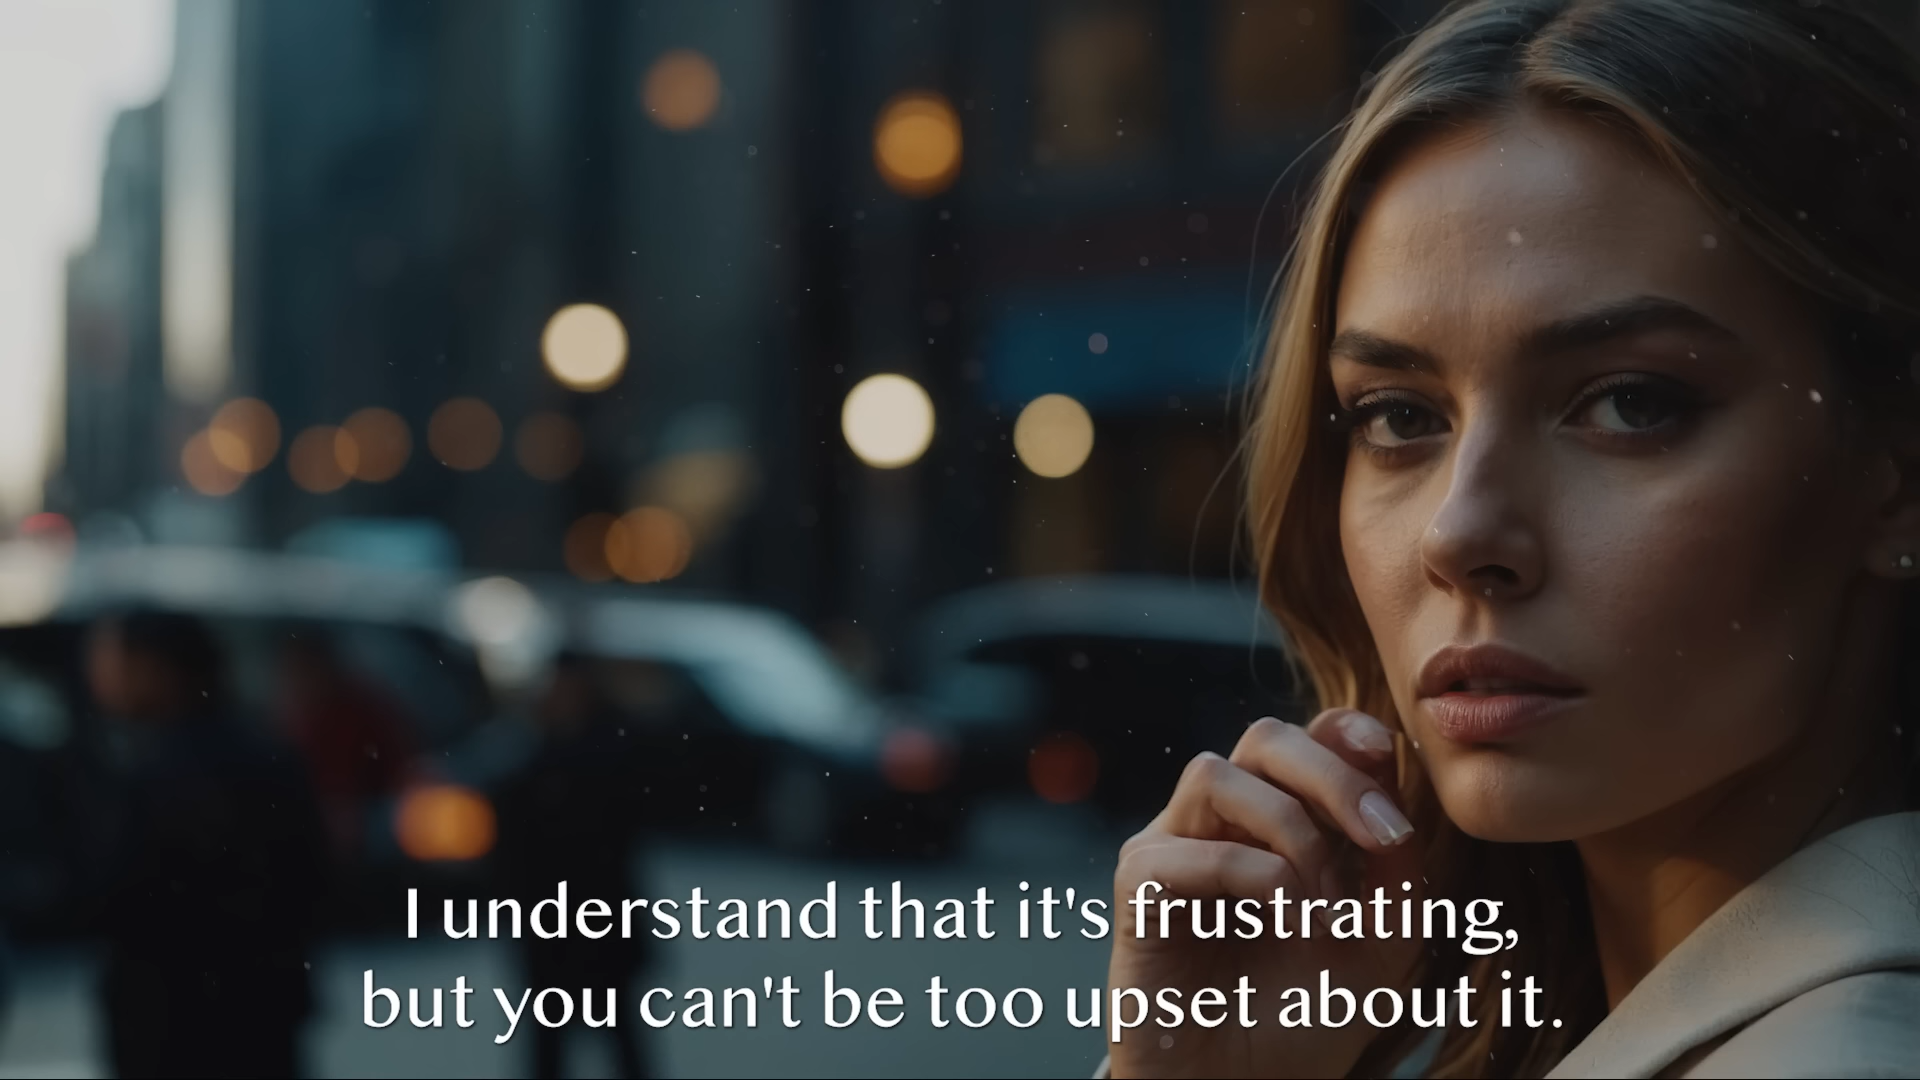 I understand that it's frustrating,
but you can't be too upset about it.